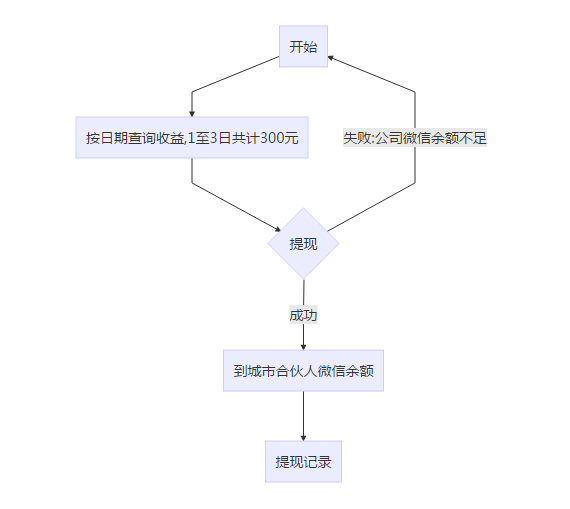 开始
按日期查询收益,1至3日共计300元
失败:公司微信余额不足
提现
成功
到城市合伙人微信余额
提现记录